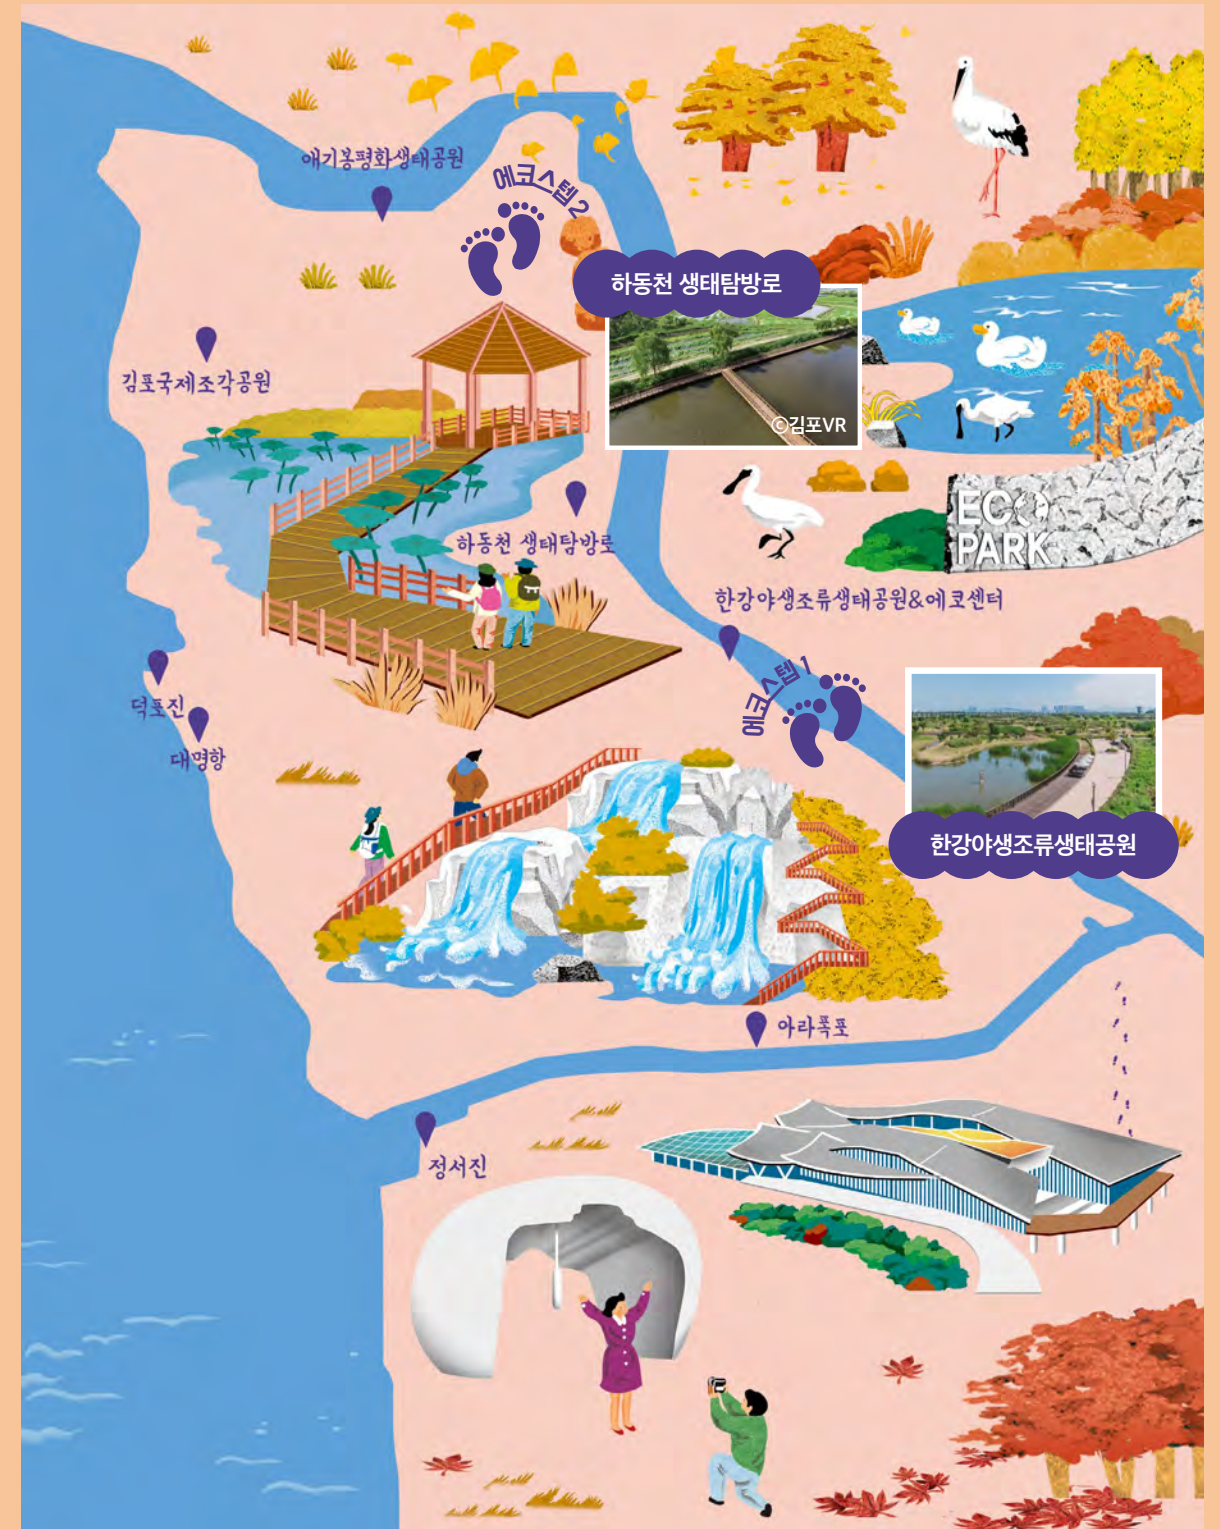 애기봉평화생태공원
에코스텝2
하동천 생태탐방로
김포국제조각공원
©김포VR
하동천 생태탐방로
ECO
PARK
한강야생조류생태공원&에코센터
에코스텝1
덕포진
대명항
한강야생조류생태공원
아라폭포
정서진